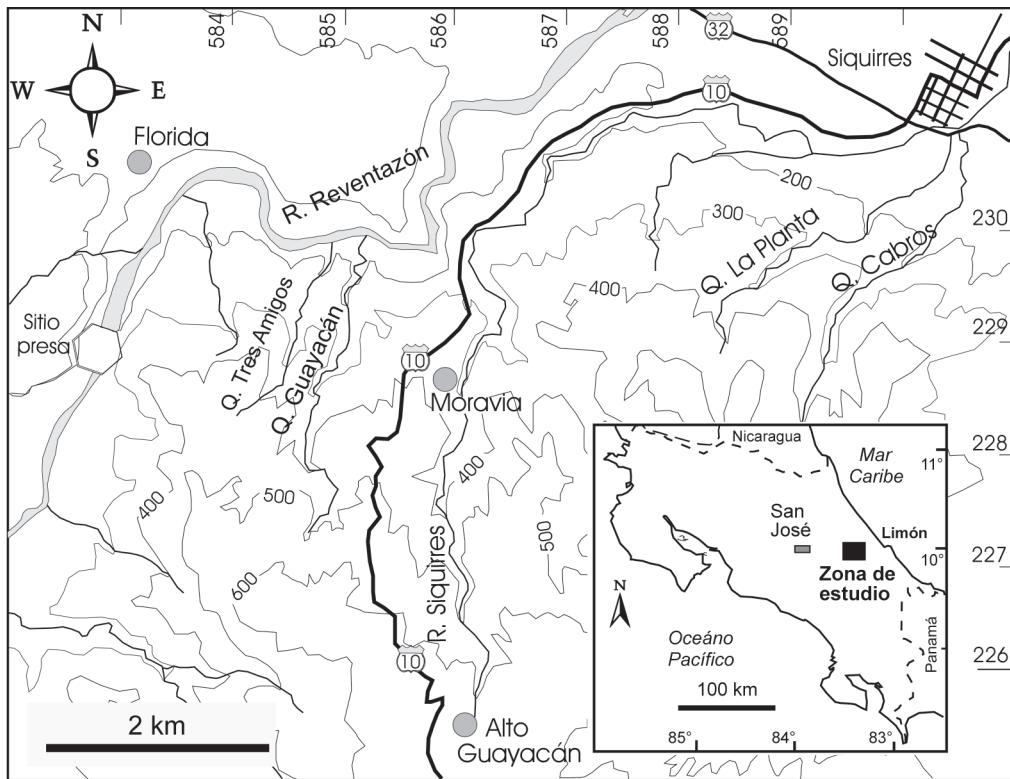 584
585
586
587
588
589
32
N
W
E
S
Siquirres
10
Florida
R. Reventazón
200
300
230
Q. La Planta
Q. Cabros
400
229
Sitio
presa
Q. Tres Amigos
Q. Guayacán
10
Moravia
228
400
400
500
500
600
R. Siquirres
227
226
10
2 km
Alto
Guayacán
Nicaragua
Mar
Caribe
11°
San
José
Limón
10°
Zona de
estudio
N
Panamá
Oceáno
Pacífico
100 km
85°
84°
83°